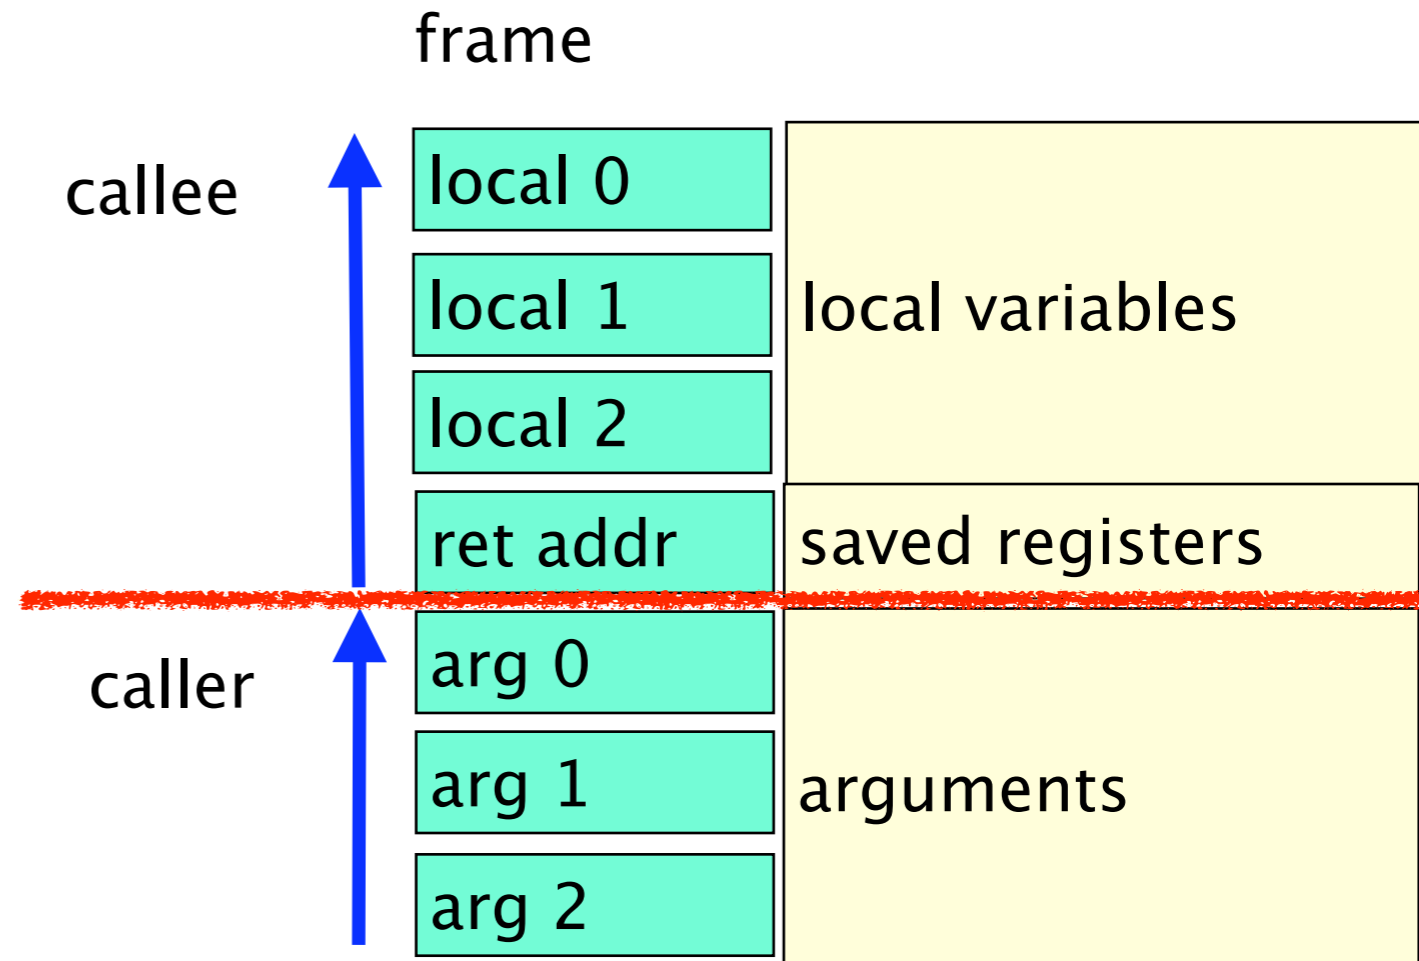 frame
callee
local 0
local 1
local variables
local 2
ret addr
saved registers
caller
arg 0
arg 1
arguments
arg 2